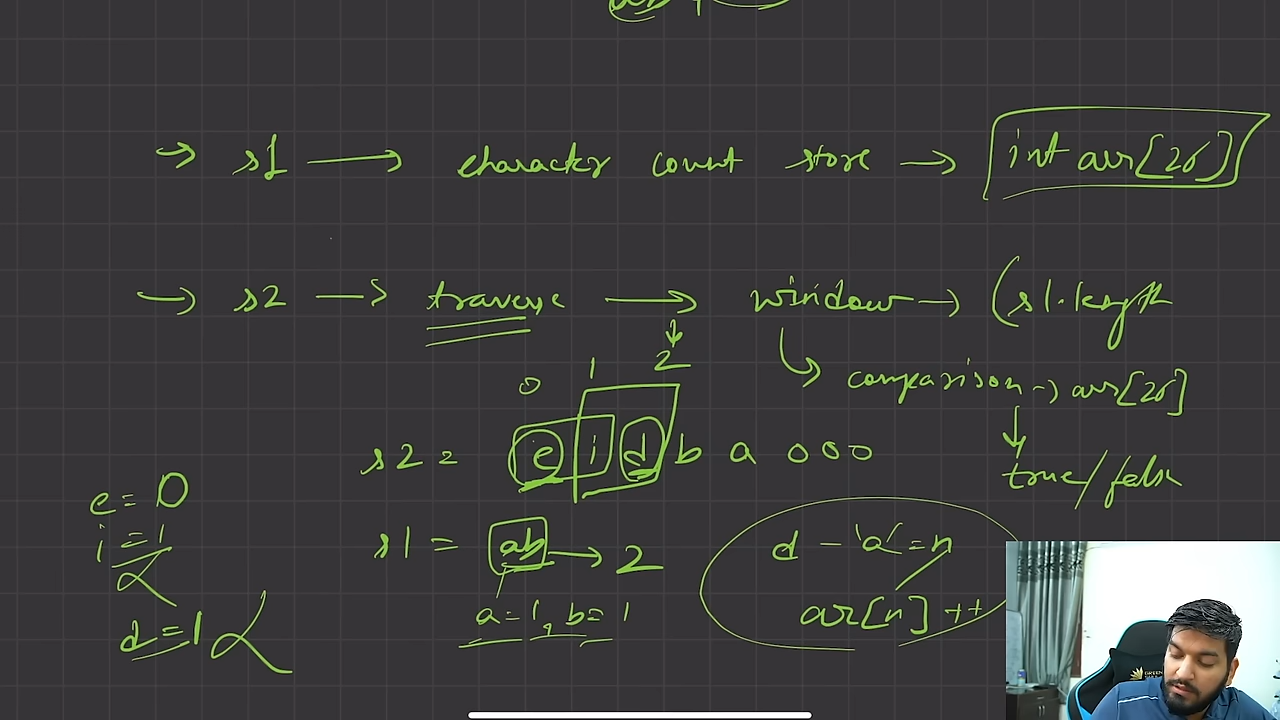 → s1 → character count store → int arr[26]
→ s2 → traverse → window → (s1.length
↳ comparison → arr[26]
0 1 2
s2 = e i d b a o o o
true/false
e = 0
i = 1
s1 = ab → 2
d - 'a' = n
d = 1
a = 1, b = 1
arr[n]++